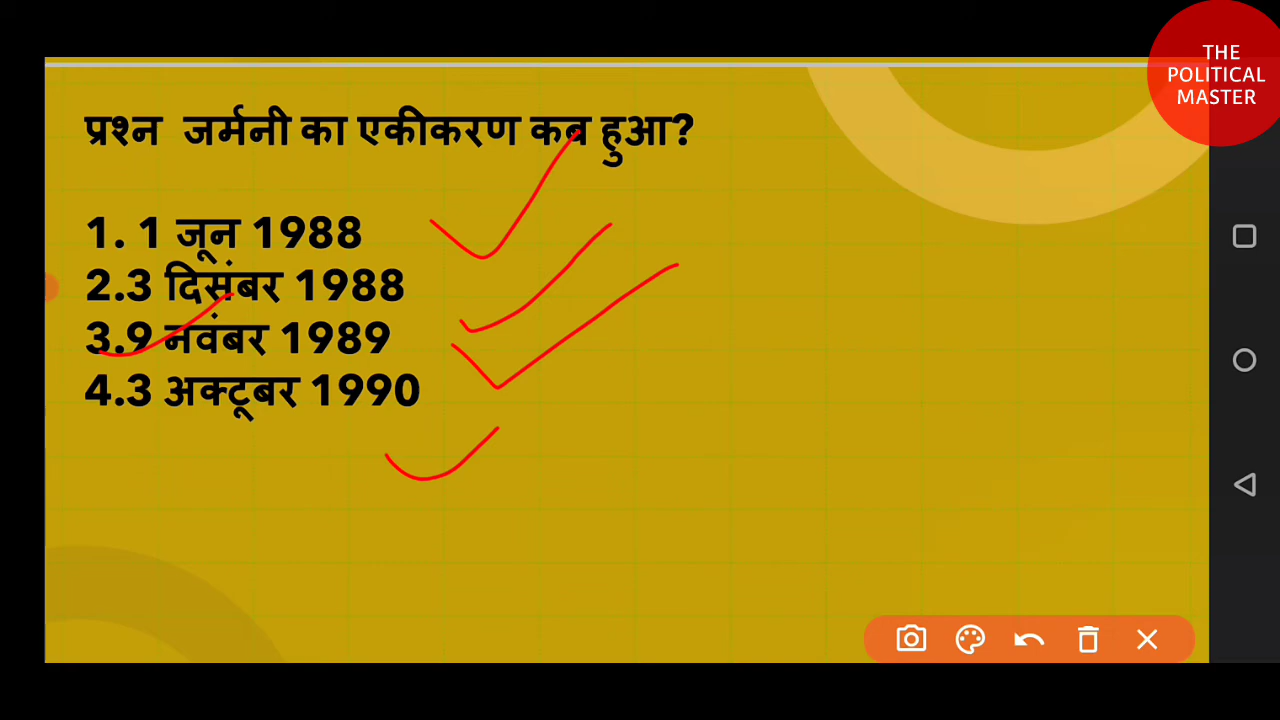 THE
POLITICAL
MASTER
प्रश्न जर्मनी का एकीकरण कब हुआ?
1. 1 जून 1988
2.3 दिसंबर 1988
3.9 नवंबर 1989
4.3 अक्टूबर 1990